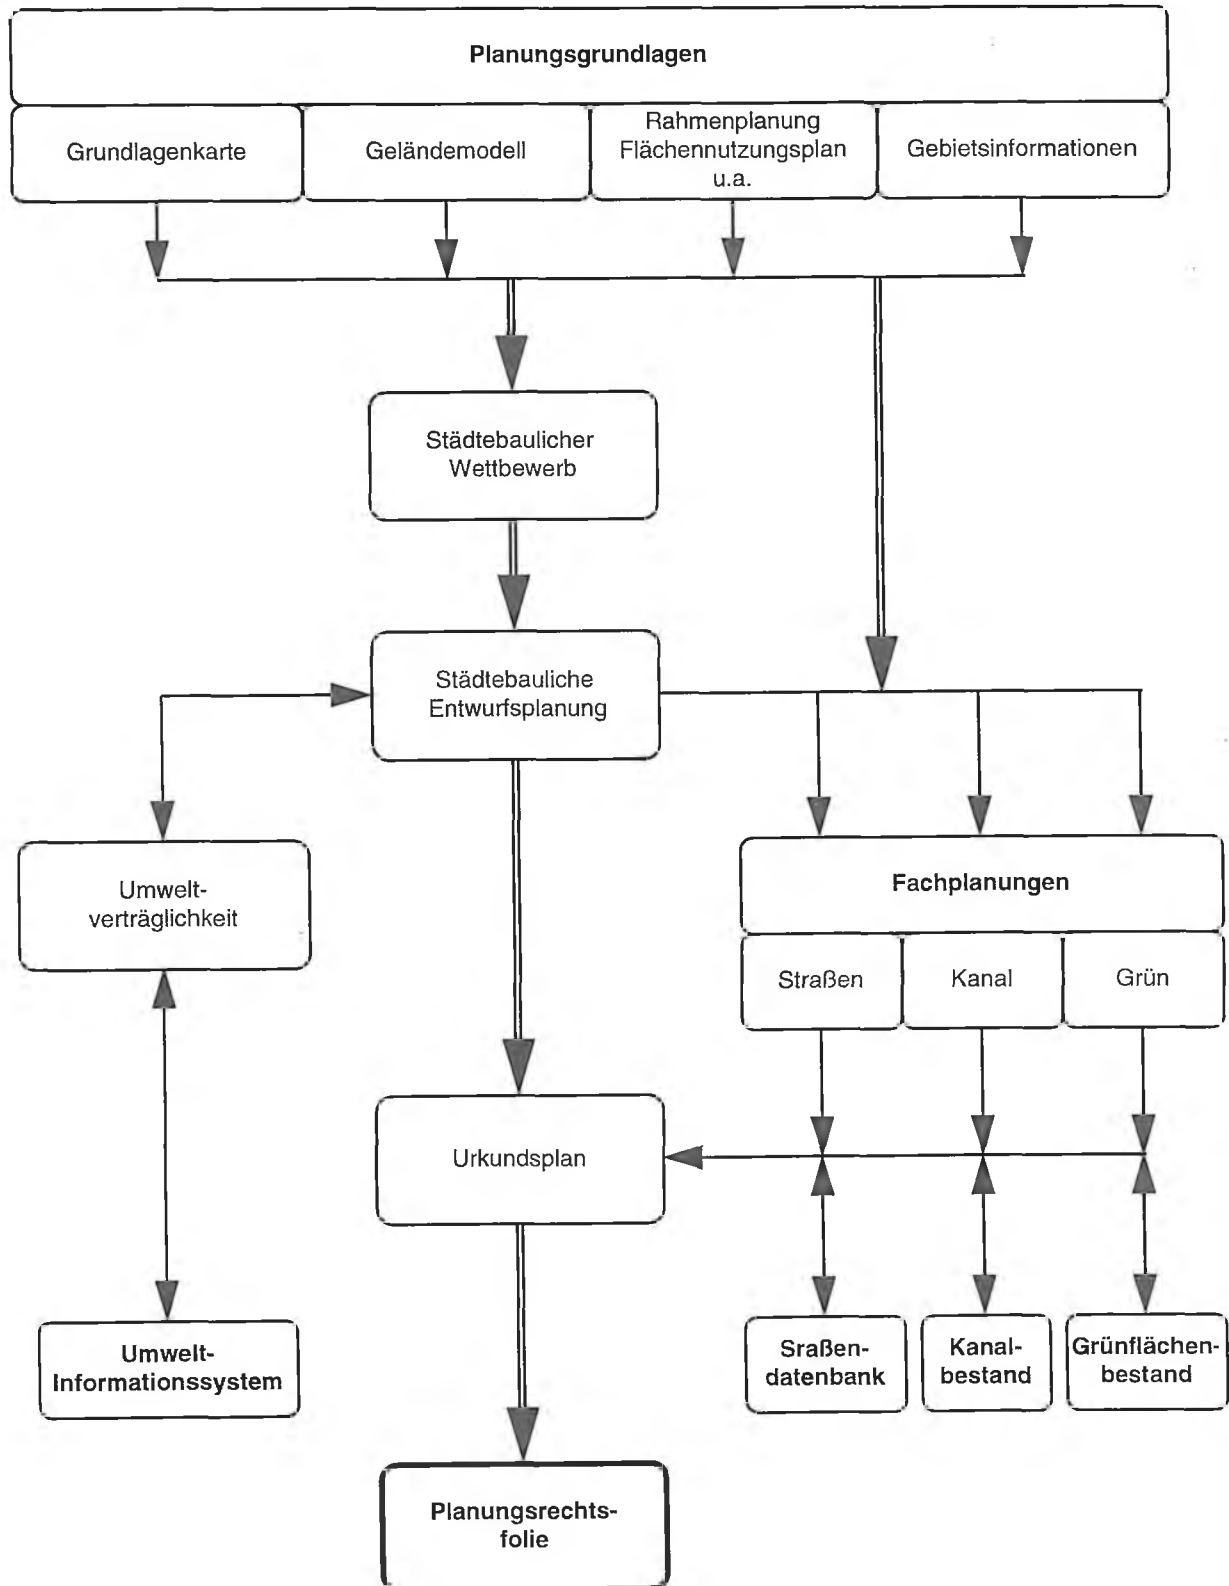 Planungsgrundlagen
Grundlagenkarte
Geländemodell
Rahmenplanung
Flächennutzungsplan
u.a.
Gebietsinformationen
Städtebaulicher
Wettbewerb
Städtebauliche
Entwurfsplanung
Umwelt-
verträglichkeit
Fachplanungen
Straßen
Kanal
Grün
Urkundsplan
Umwelt-
Informationssystem
Sraßen-
datenbank
Kanal-
bestand
Grünflächen-
bestand
Planungsrechts-
folie